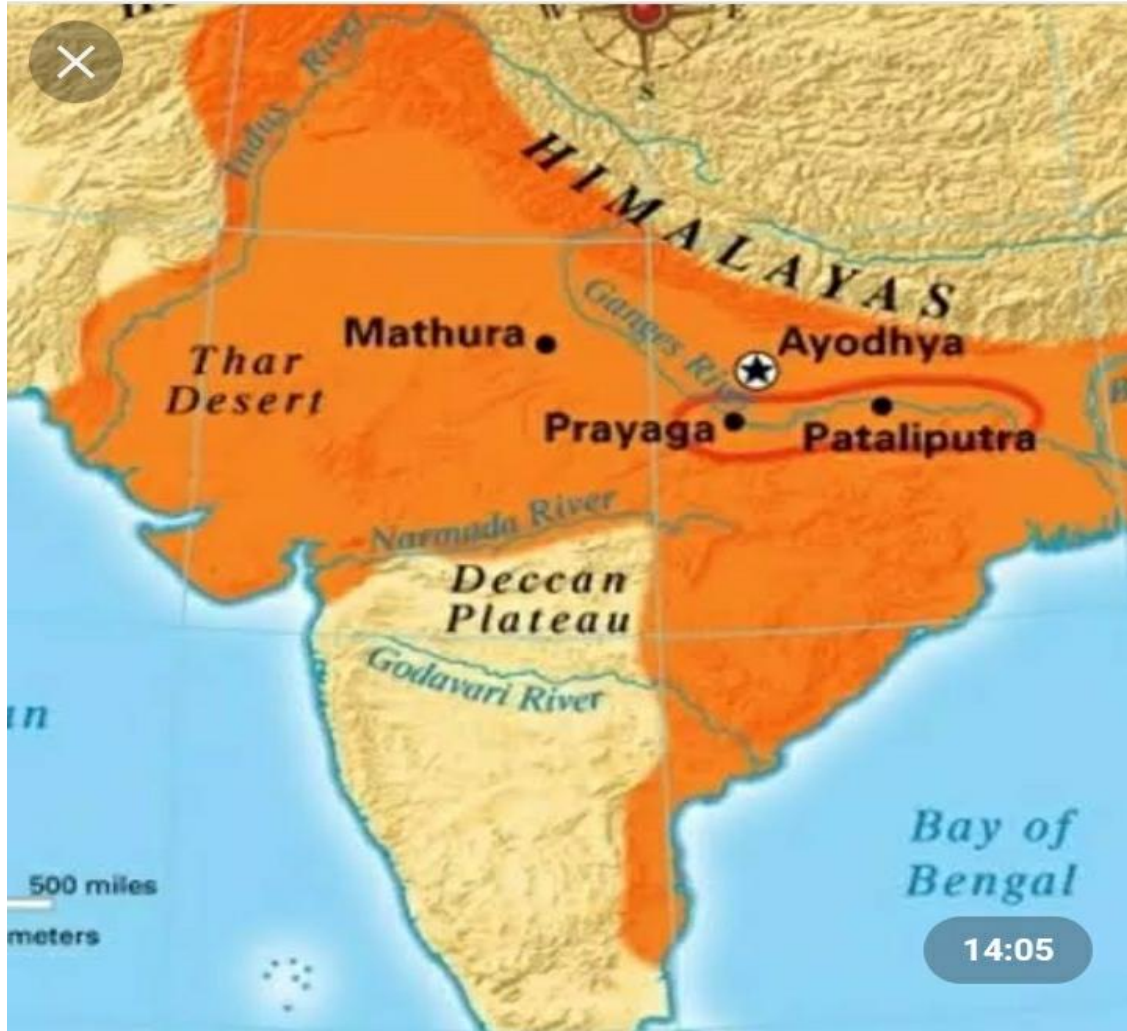 W E
S
Indus River
HIMALAYAS
Ganges River
Mathura
Ayodhya
Thar
Desert
Prayaga
Pataliputra
Narmada River
Deccan
Plateau
Godavari River
an
Bay of
Bengal
500 miles
meters
14:05